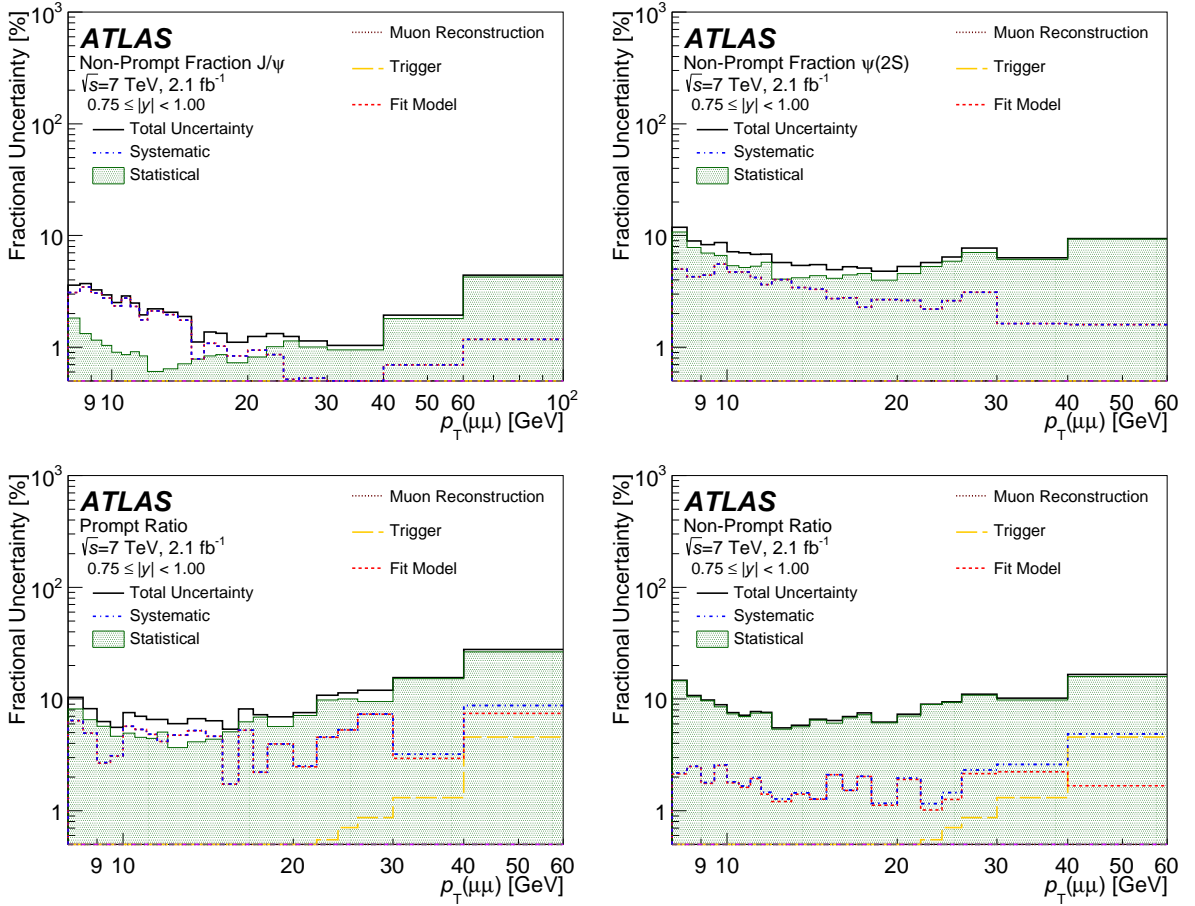 Fractional Uncertainty [%]
10³
10²
10
1
ATLAS
Non-Prompt Fraction J/ψ
√s=7 TeV, 2.1 fb⁻¹
0.75 ≤ |y| < 1.00
Total Uncertainty
Systematic
Statistical
Muon Reconstruction
Trigger
Fit Model
9 10 20 30 40 50 60 10²
p_T(μμ) [GeV]
Fractional Uncertainty [%]
10³
10²
10
1
ATLAS
Non-Prompt Fraction ψ(2S)
√s=7 TeV, 2.1 fb⁻¹
0.75 ≤ |y| < 1.00
Total Uncertainty
Systematic
Statistical
Muon Reconstruction
Trigger
Fit Model
9 10 20 30 40 50 60
p_T(μμ) [GeV]
Fractional Uncertainty [%]
10³
10²
10
1
ATLAS
Prompt Ratio
√s=7 TeV, 2.1 fb⁻¹
0.75 ≤ |y| < 1.00
Total Uncertainty
Systematic
Statistical
Muon Reconstruction
Trigger
Fit Model
9 10 20 30 40 50 60
p_T(μμ) [GeV]
Fractional Uncertainty [%]
10³
10²
10
1
ATLAS
Non-Prompt Ratio
√s=7 TeV, 2.1 fb⁻¹
0.75 ≤ |y| < 1.00
Total Uncertainty
Systematic
Statistical
Muon Reconstruction
Trigger
Fit Model
9 10 20 30 40 50 60
p_T(μμ) [GeV]